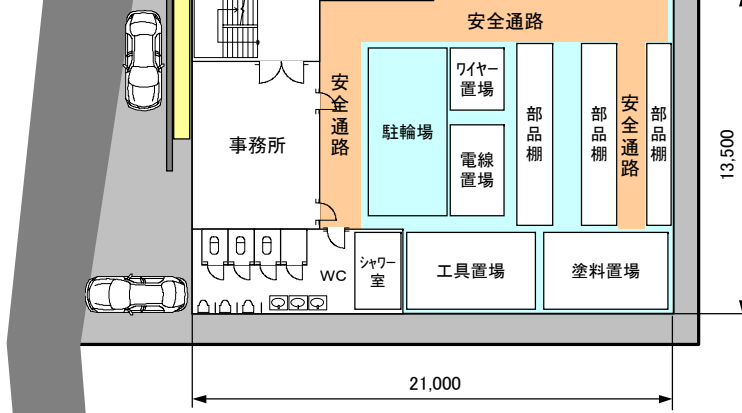 安全通路
ワイヤー
置場
安全通路
駐輪場
部品棚
部品棚
安全通路
部品棚
事務所
電線
置場
13,500
WC
シャワー
室
工具置場
塗料置場
21,000